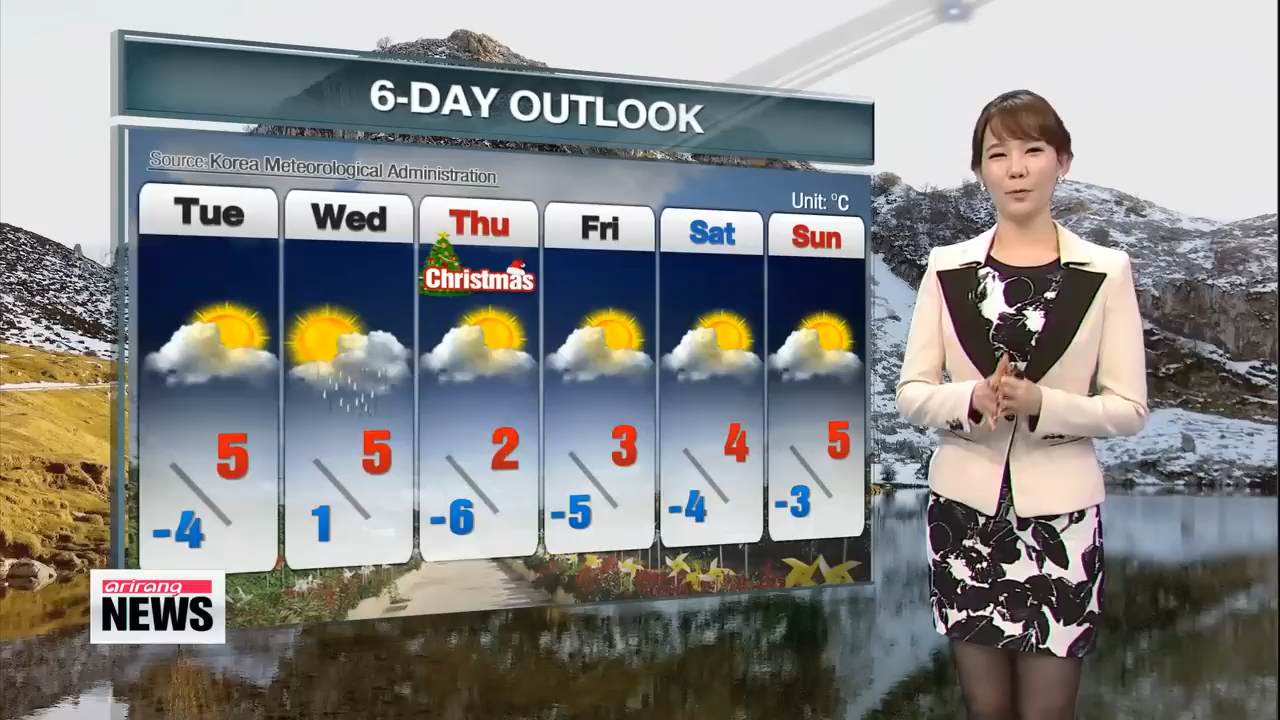 6-DAY OUTLOOK
Source: Korea Meteorological Administration
Unit: °C
Tue Wed Thu Fri Sat Sun
Christmas
5 5 2 3 4 5
-4 1 -6 -5 -4 -3
arirang
NEWS